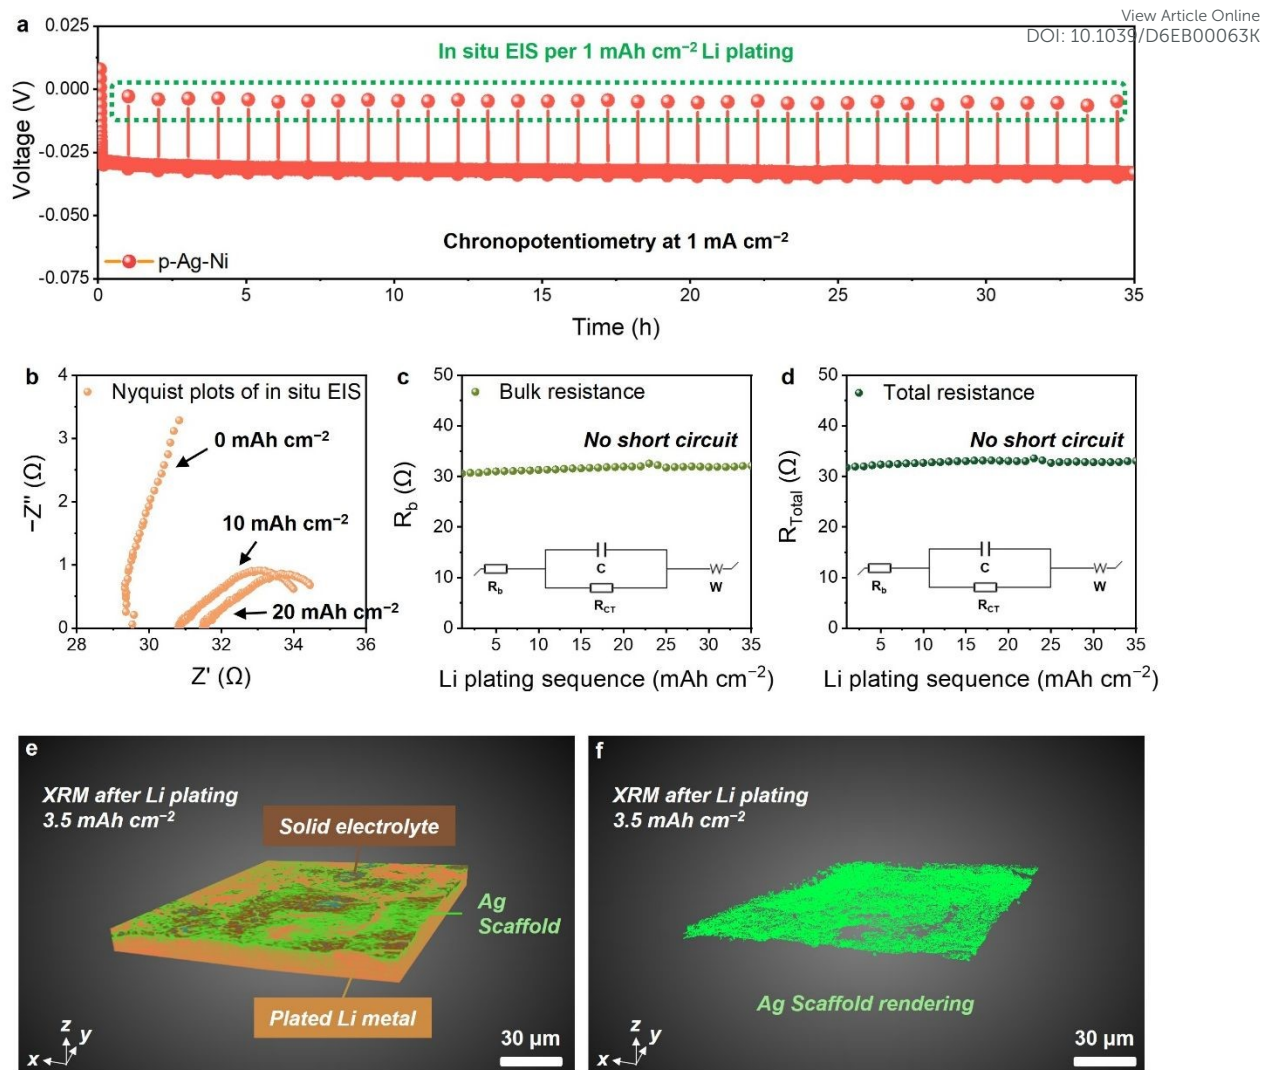 View Article Online
DOI: 10.1039/D6EB00063K
a
In situ EIS per 1 mAh cm⁻² Li plating
0.025
0.000
-0.025
-0.050
-0.075
Voltage (V)
Chronopotentiometry at 1 mA cm⁻²
p-Ag-Ni
0 5 10 15 20 25 30 35
Time (h)
b
Nyquist plots of in situ EIS
4
3
2
1
0
−Z'' (Ω)
0 mAh cm⁻²
10 mAh cm⁻²
20 mAh cm⁻²
28 30 32 34 36
Z' (Ω)
c
Bulk resistance
No short circuit
50
40
30
20
10
0
R_b (Ω)
C
R_b
W
R_CT
5 10 15 20 25 30 35
Li plating sequence (mAh cm⁻²)
d
Total resistance
No short circuit
50
40
30
20
10
0
R_Total (Ω)
C
R_b
W
R_CT
5 10 15 20 25 30 35
Li plating sequence (mAh cm⁻²)
e
XRM after Li plating
3.5 mAh cm⁻²
Solid electrolyte
Ag
Scaffold
Plated Li metal
z
y
x
30 µm
f
XRM after Li plating
3.5 mAh cm⁻²
Ag Scaffold rendering
z
y
x
30 µm